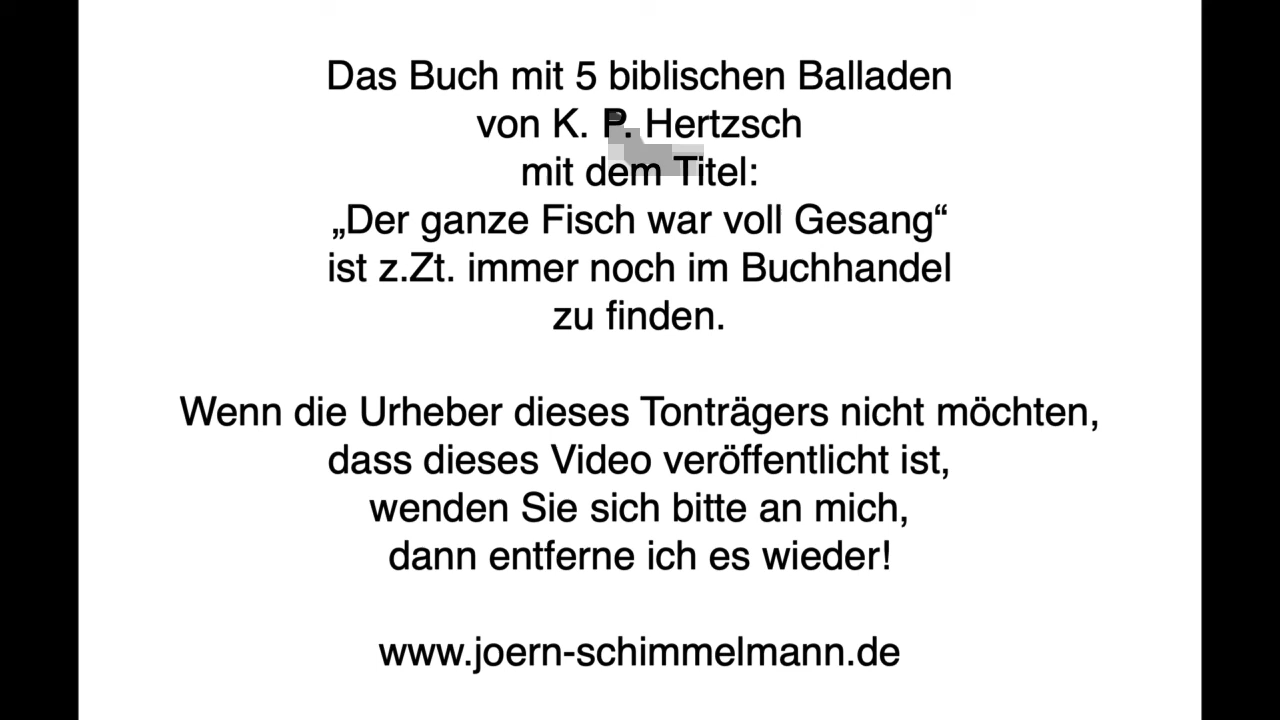 Das Buch mit 5 biblischen Balladen
von K. P. Hertzsch
mit dem Titel:
„Der ganze Fisch war voll Gesang“
ist z.Zt. immer noch im Buchhandel
zu finden.
Wenn die Urheber dieses Tonträgers nicht möchten,
dass dieses Video veröffentlicht ist,
wenden Sie sich bitte an mich,
dann entferne ich es wieder!
www.joern-schimmelmann.de